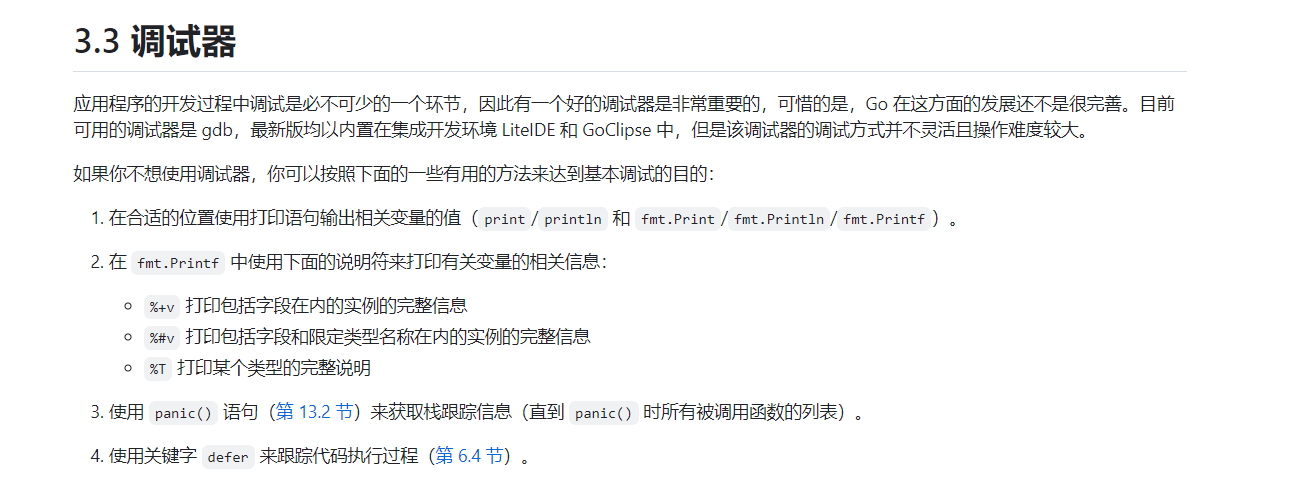 3.3 调试器
应用程序的开发过程中调试是必不可少的一个环节，因此有一个好的调试器是非常重要的，可惜的是，Go 在这方面的发展还不是很完善。目前
可用的调试器是 gdb，最新版均以内置在集成开发环境 LiteIDE 和 GoClipse 中，但是该调试器的调试方式并不灵活且操作难度较大。
如果你不想使用调试器，你可以按照下面的一些有用的方法来达到基本调试的目的：
1. 在合适的位置使用打印语句输出相关变量的值（print/println 和 fmt.Print/fmt.Println/fmt.Printf）。
2. 在 fmt.Printf 中使用下面的说明符来打印有关变量的相关信息：
○ %+v 打印包括字段在内的实例的完整信息
○ %#v 打印包括字段和限定类型名称在内的实例的完整信息
○ %T 打印某个类型的完整说明
3. 使用 panic() 语句（第 13.2 节）来获取栈跟踪信息（直到 panic() 时所有被调用函数的列表）。
4. 使用关键字 defer 来跟踪代码执行过程（第 6.4 节）。